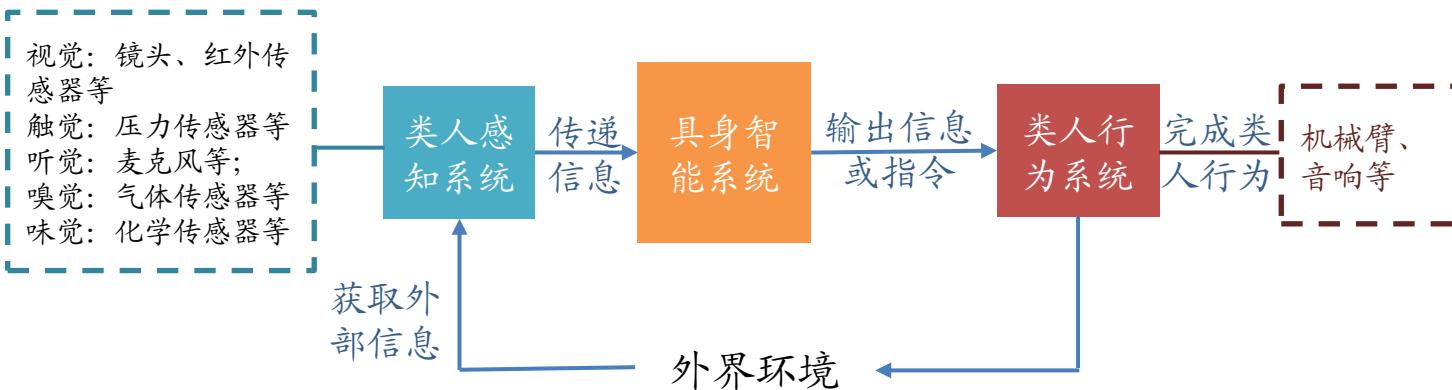 视觉：镜头、红外传
感器等
触觉：压力传感器等
听觉：麦克风等；
嗅觉：气体传感器等
味觉：化学传感器等
类人感
知系统
传递
信息
具身智
能系统
输出信息
或指令
类人行
为系统
完成类
人行为
机械臂、
音响等
获取外
部信息
外界环境